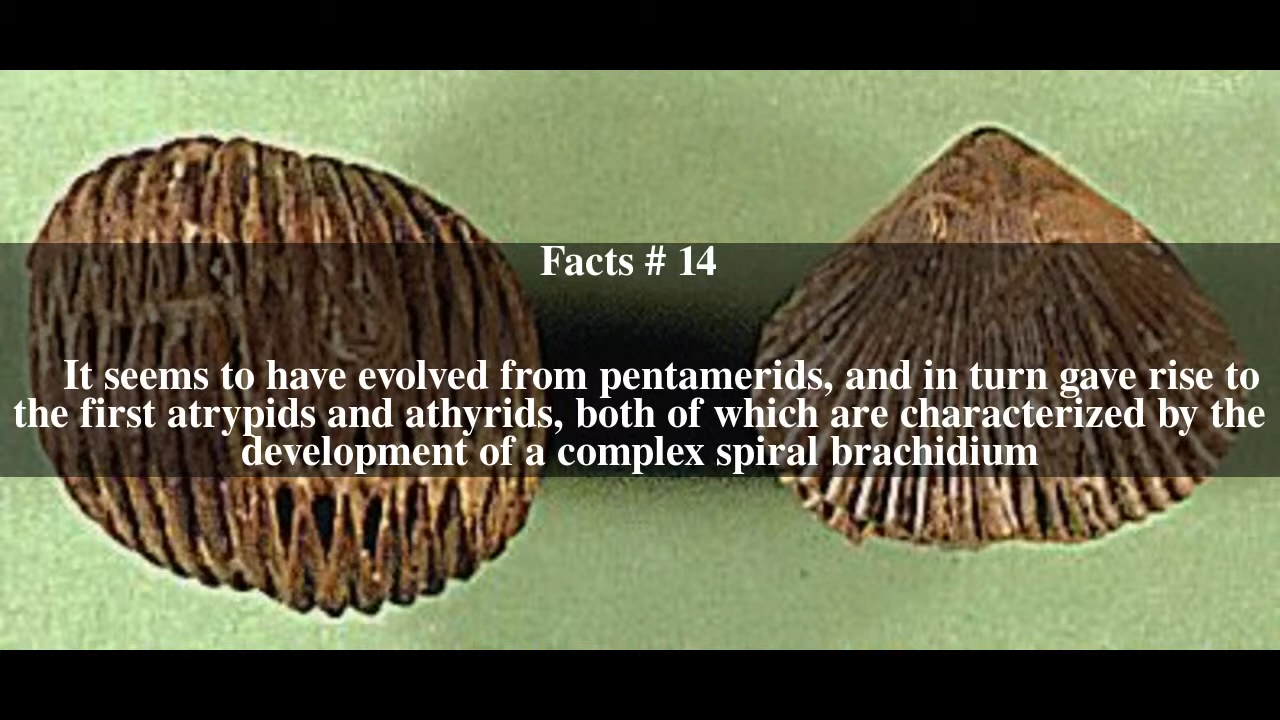 Facts # 14
It seems to have evolved from pentamerids, and in turn gave rise to
the first atrypids and athyrids, both of which are characterized by the
development of a complex spiral brachidium